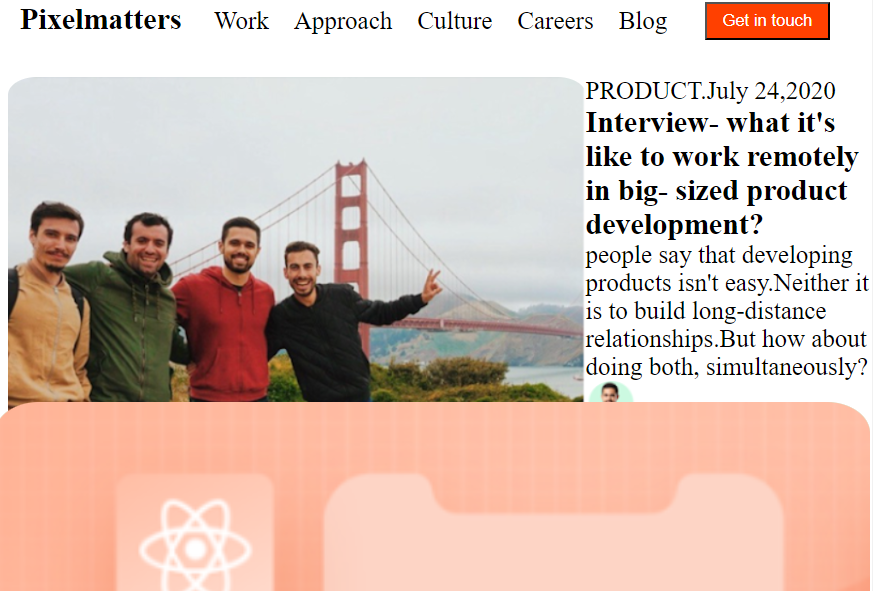 Pixelmatters Work Approach Culture Careers Blog Get in touch
PRODUCT.July 24,2020
Interview- what it's
like to work remotely
in big- sized product
development?
people say that developing
products isn't easy.Neither it
is to build long-distance
relationships.But how about
doing both, simultaneously?